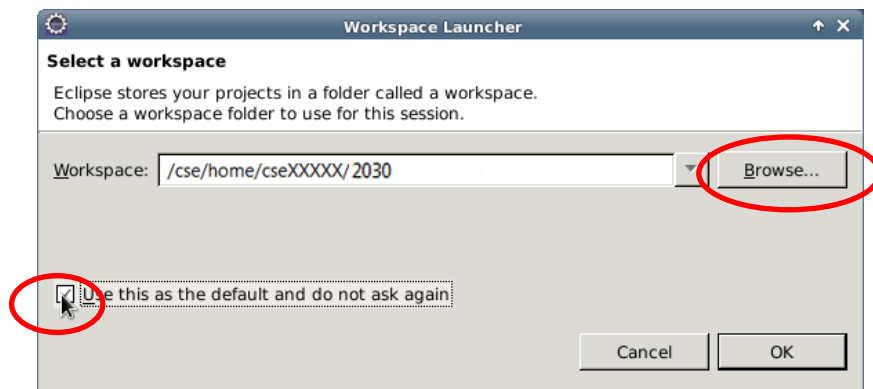 Workspace Launcher
Select a workspace
Eclipse stores your projects in a folder called a workspace.
Choose a workspace folder to use for this session.
Workspace: /cse/home/cseXXXXX/2030 Browse...
Use this as the default and do not ask again
Cancel OK